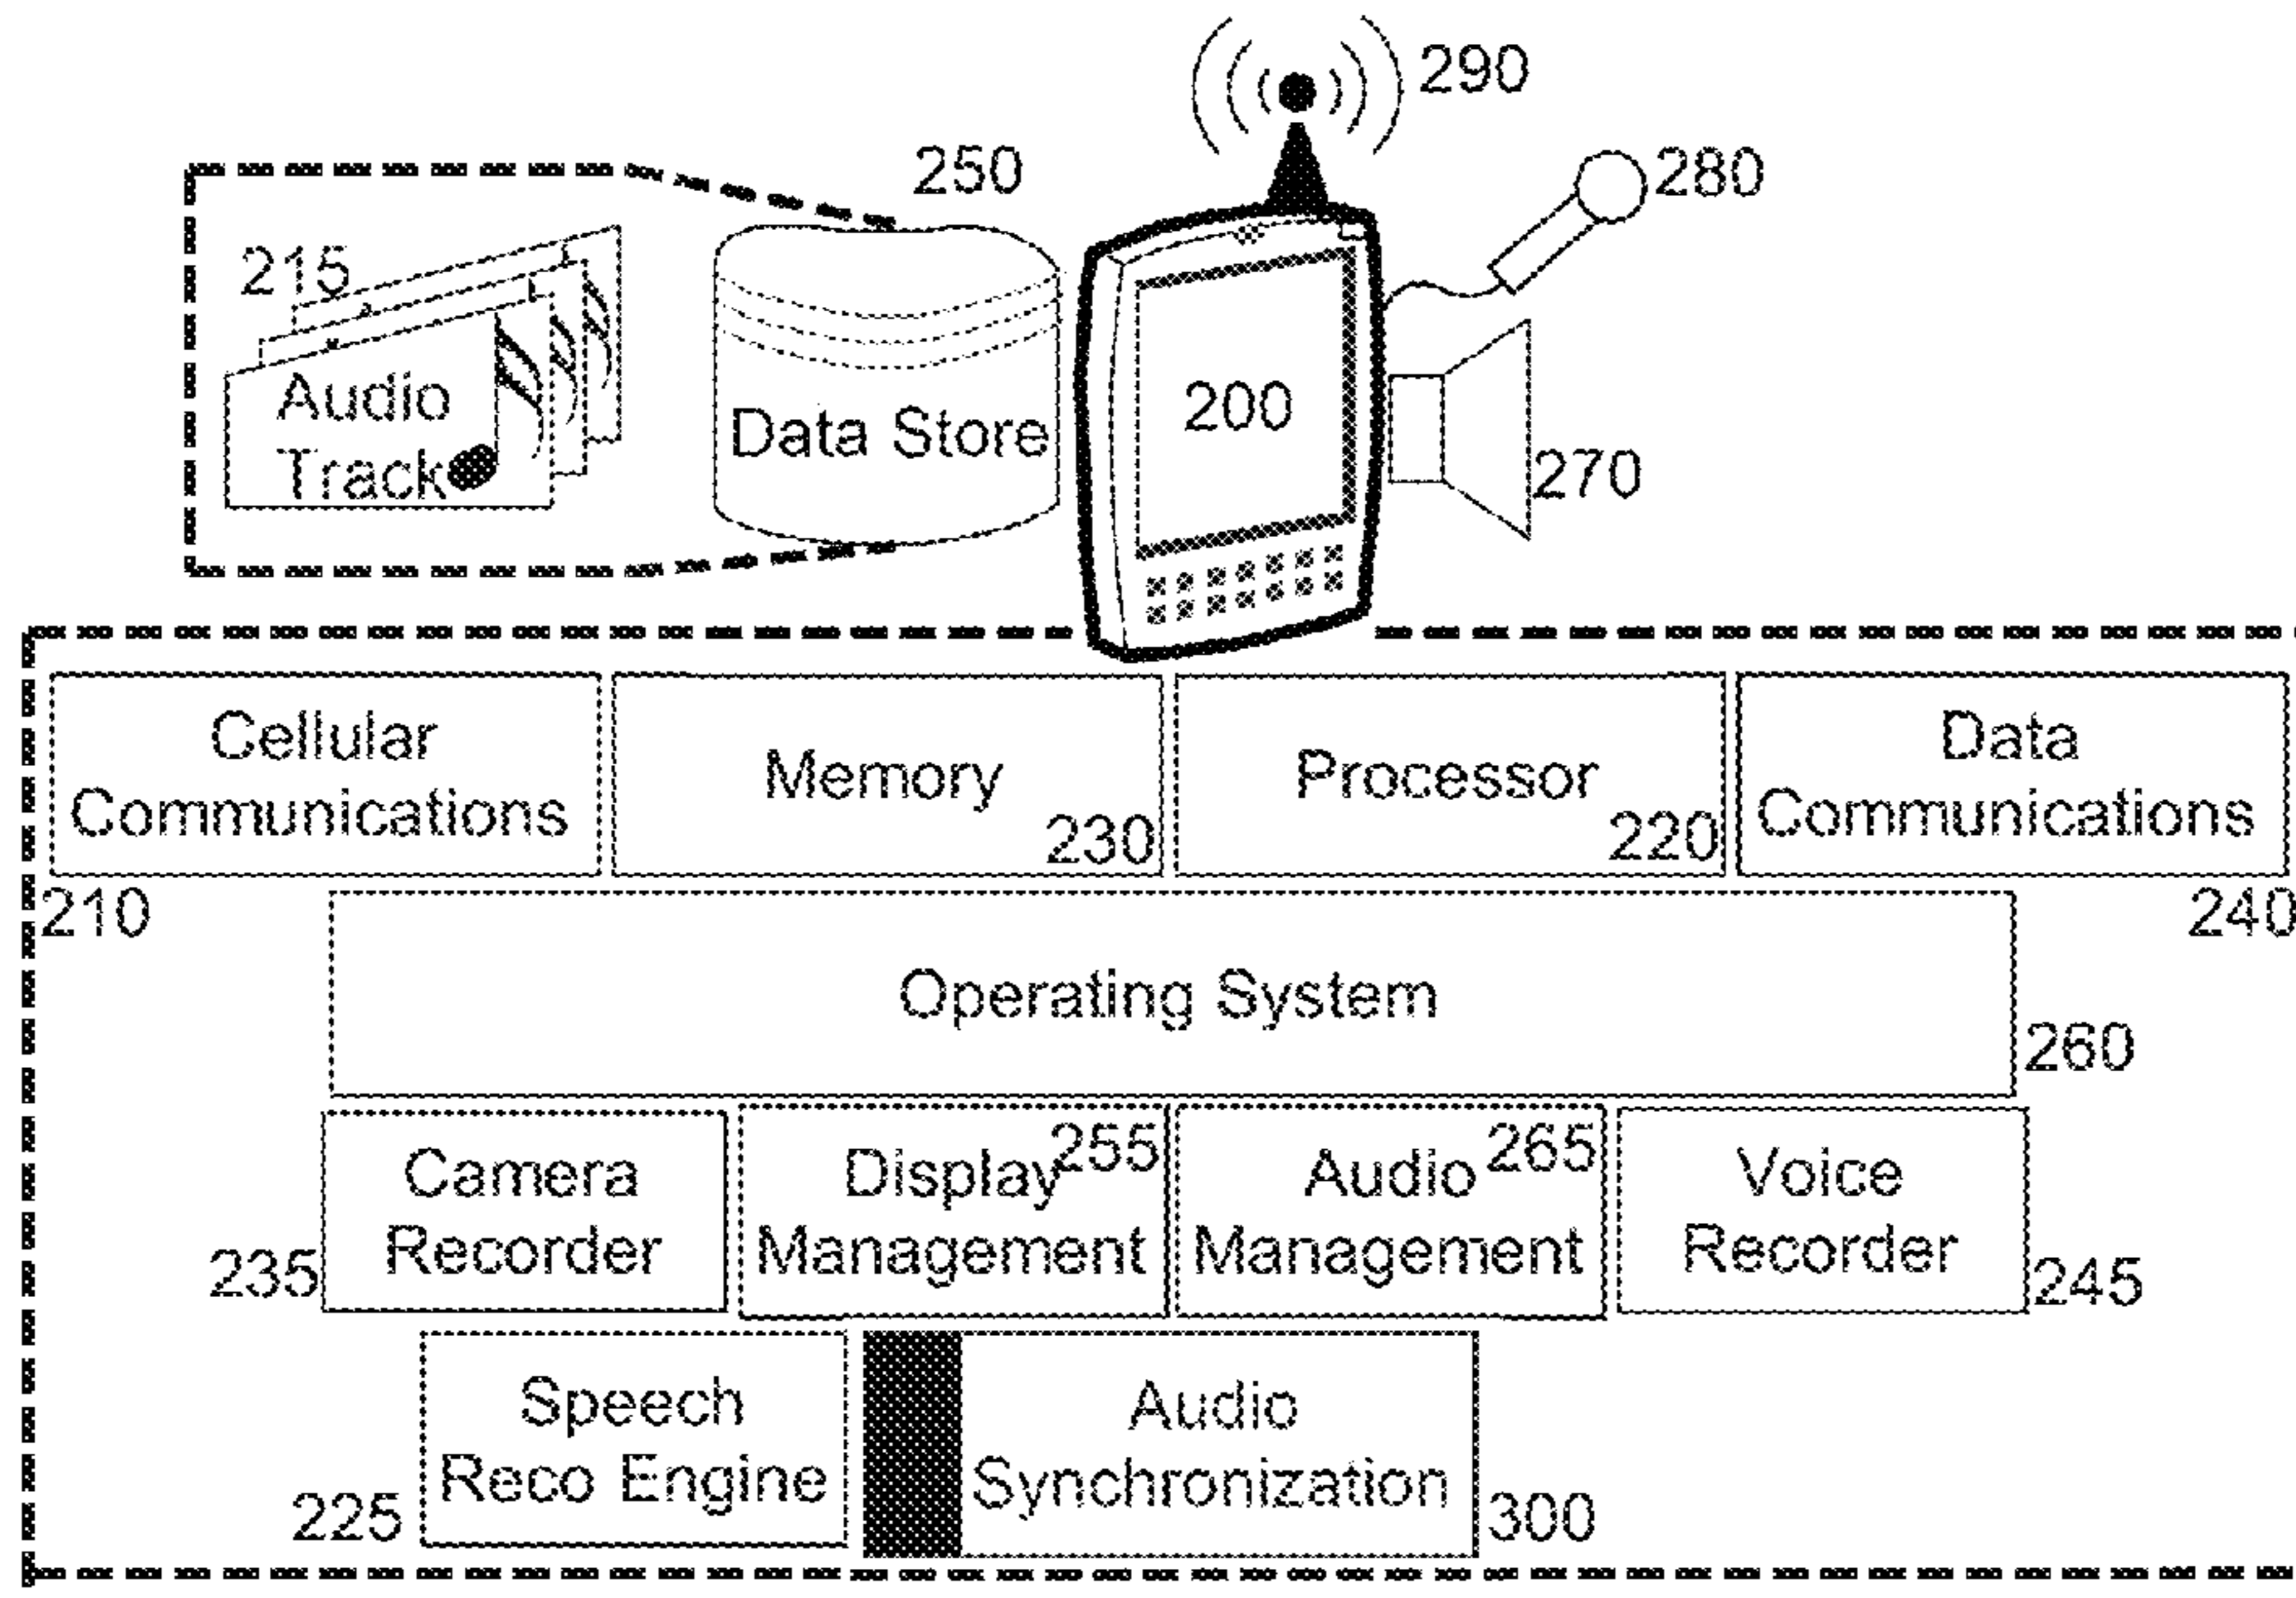 290
250
280
215
Audio
Track
Data Store
200
270
Cellular
Communications
210
Memory
230
Processor
220
Data
Communications
240
Operating System
260
Camera
Recorder
235
Display
Management
255
Audio
Management
265
Voice
Recorder
245
Speech
Reco Engine
225
Audio
Synchronization
300